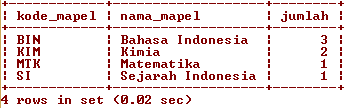 kode_mapel | nama_mapel | jumlah
BIN | Bahasa Indonesia | 3
KIM | Kimia | 2
MTK | Matematika | 1
SI | Sejarah Indonesia | 1
4 rows in set (0.02 sec)